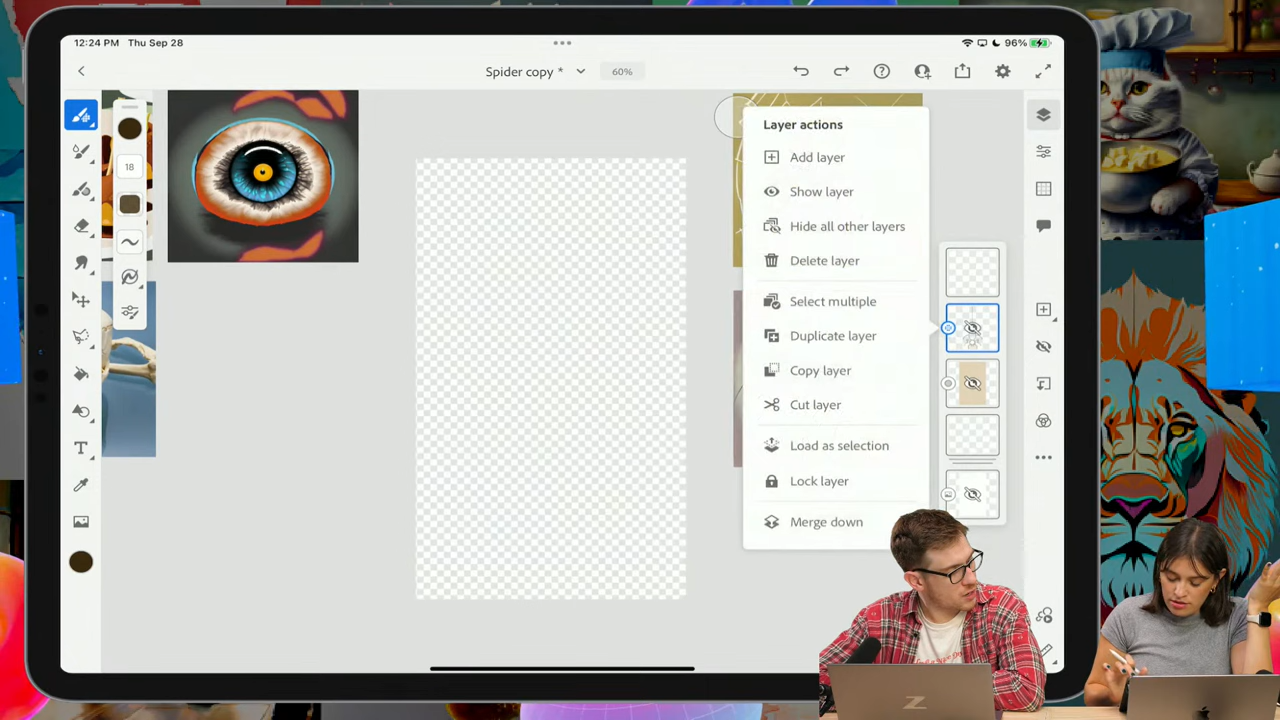 12:24 PM Thu Sep 28
96%
Spider copy *
60%
18
Layer actions
Add layer
Show layer
Hide all other layers
Delete layer
Select multiple
Duplicate layer
Copy layer
Cut layer
Load as selection
Lock layer
Merge down
T
Z